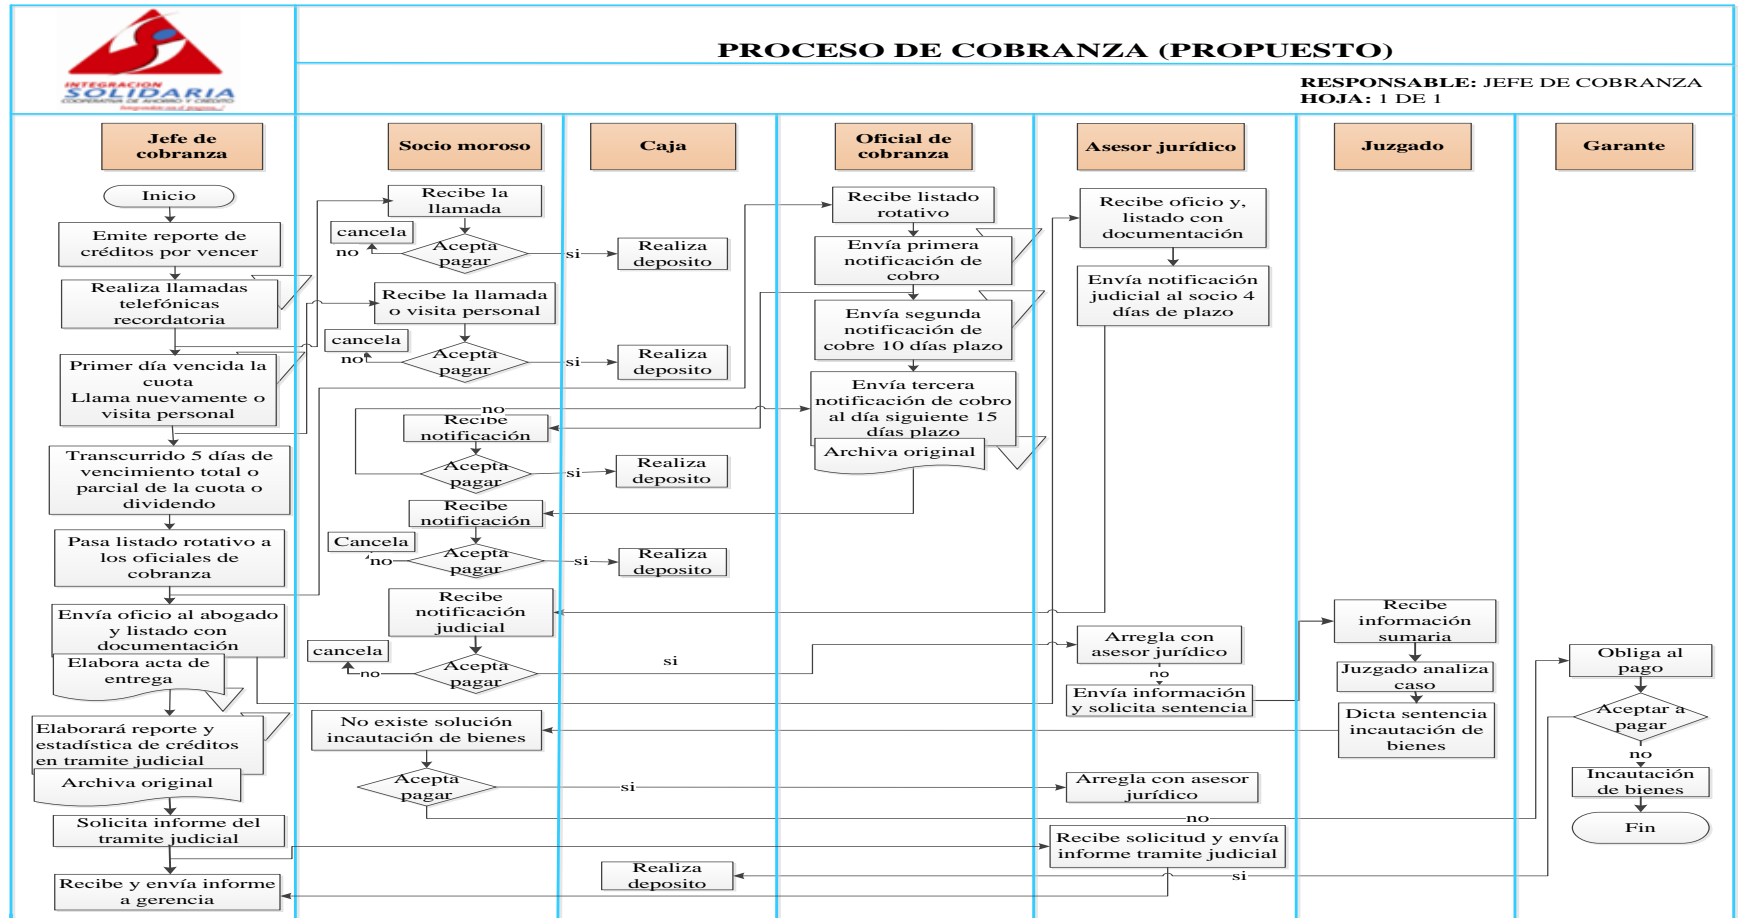 INTEGRACION
SOLIDARIA
COOPERATIVA DE AHORRO Y CREDITO
PROCESO DE COBRANZA (PROPUESTO)
RESPONSABLE: JEFE DE COBRANZA
HOJA: 1 DE 1
Jefe de
cobranza
Socio moroso
Caja
Oficial de
cobranza
Asesor jurídico
Juzgado
Garante
Inicio
Emite reporte de
créditos por vencer
Realiza llamadas
telefónicas
recordatoria
Primer día vencida la
cuota
Llama nuevamente o
visita personal
Transcurrido 5 días de
vencimiento total o
parcial de la cuota o
dividendo
Pasa listado rotativo a
los oficiales de
cobranza
Envía oficio al abogado
y listado con
documentación
Elabora acta de
entrega
Elaborará reporte y
estadística de créditos
en tramite judicial
Archiva original
Solicita informe del
tramite judicial
Recibe y envía informe
a gerencia
Recibe la
llamada
cancela
no
Acepta
pagar
si
Recibe la llamada
o visita personal
cancela
no
Acepta
pagar
si
no
Recibe
notificación
Acepta
pagar
si
Recibe
notificación
Cancela
no
Acepta
pagar
si
Recibe
notificación
judicial
cancela
no
Acepta
pagar
si
No existe solución
incautación de bienes
Acepta
pagar
si
no
Realiza
deposito
Realiza
deposito
Realiza
deposito
Realiza
deposito
Realiza
deposito
Recibe listado
rotativo
Envía primera
notificación de
cobro
Envía segunda
notificación de
cobre 10 días plazo
Envía tercera
notificación de cobro
al día siguiente 15
días plazo
Archiva original
Recibe oficio y,
listado con
documentación
Envía notificación
judicial al socio 4
días de plazo
Arregla con
asesor jurídico
no
Envía información
y solicita sentencia
Arregla con asesor
jurídico
Recibe solicitud y envía
informe tramite judicial
Recibe
información
sumaria
Juzgado analiza
caso
Dicta sentencia
incautación de
bienes
Obliga al
pago
Aceptar a
pagar
no
si
Incautación
de bienes
Fin